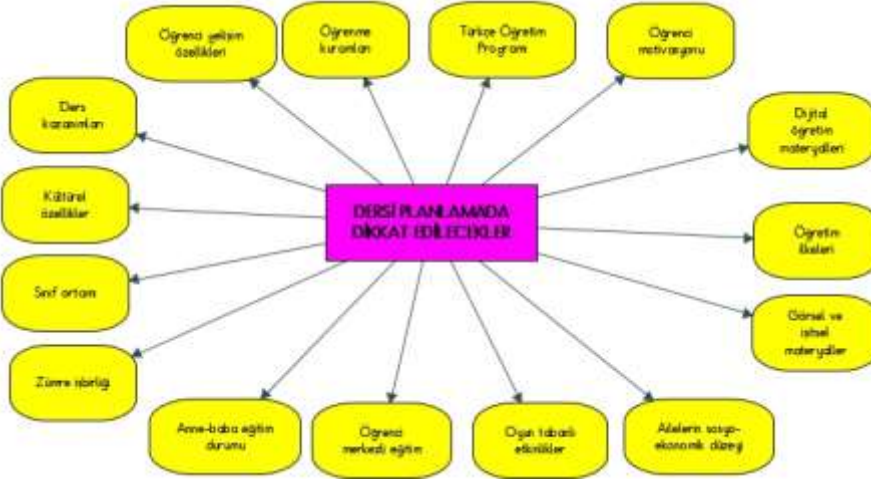 Öğrenci gelişim
özellikleri
Öğrenme
kuramları
Türkçe Öğretim
Programı
Öğrenci
motivasyonu
Ders
kazanımları
Dijital
öğretim
materyalleri
Kültürel
özellikler
DERSİ PLANLAMADA
DİKKAT EDİLECEKLER
Öğretim
ilkeleri
Sınıf ortamı
Görsel ve
işitsel
materyaller
Zümre işbirliği
Anne-baba eğitim
durumu
Öğrenci
merkezli eğitim
Oyun tabanlı
etkinlikler
Ailelerin sosyo-
ekonomik düzeyi